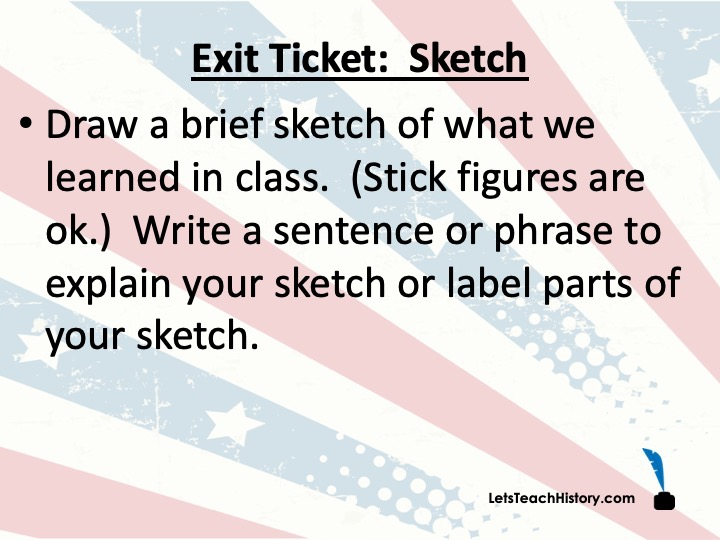 Exit Ticket:  Sketch
• Draw a brief sketch of what we
learned in class.  (Stick figures are
ok.)  Write a sentence or phrase to
explain your sketch or label parts of
your sketch.
LetsTeachHistory.com